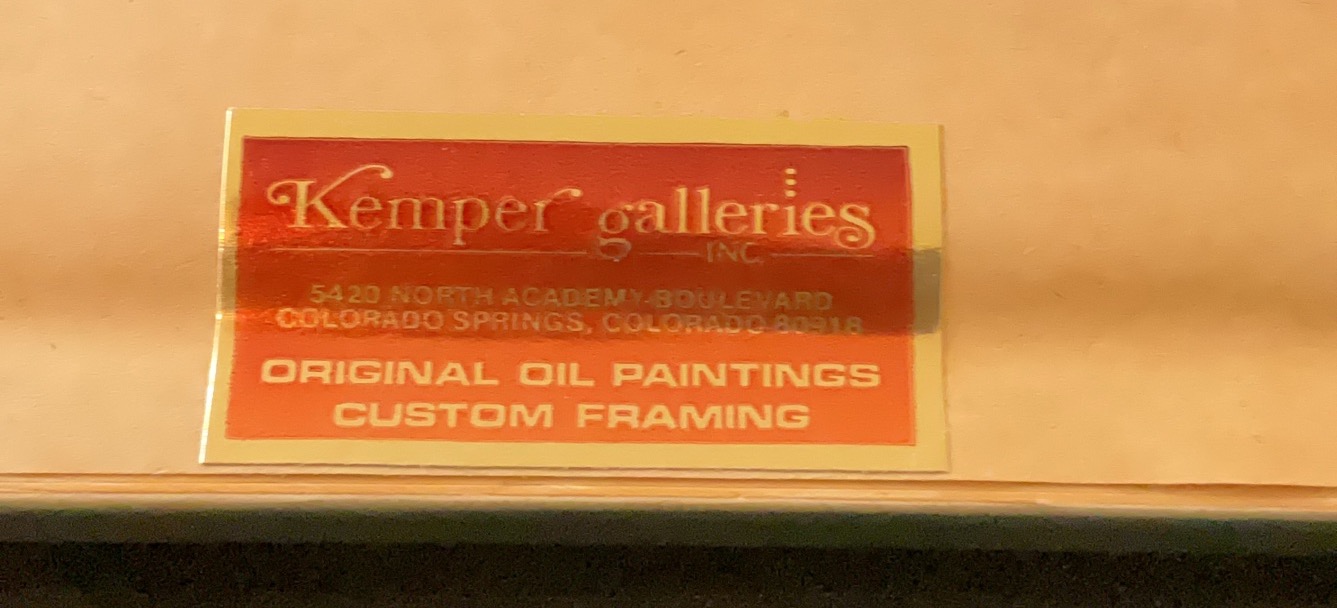 Kemper galleries
INC.
5420 NORTH ACADEMY BOULEVARD
COLORADO SPRINGS, COLORADO 80918
ORIGINAL OIL PAINTINGS
CUSTOM FRAMING